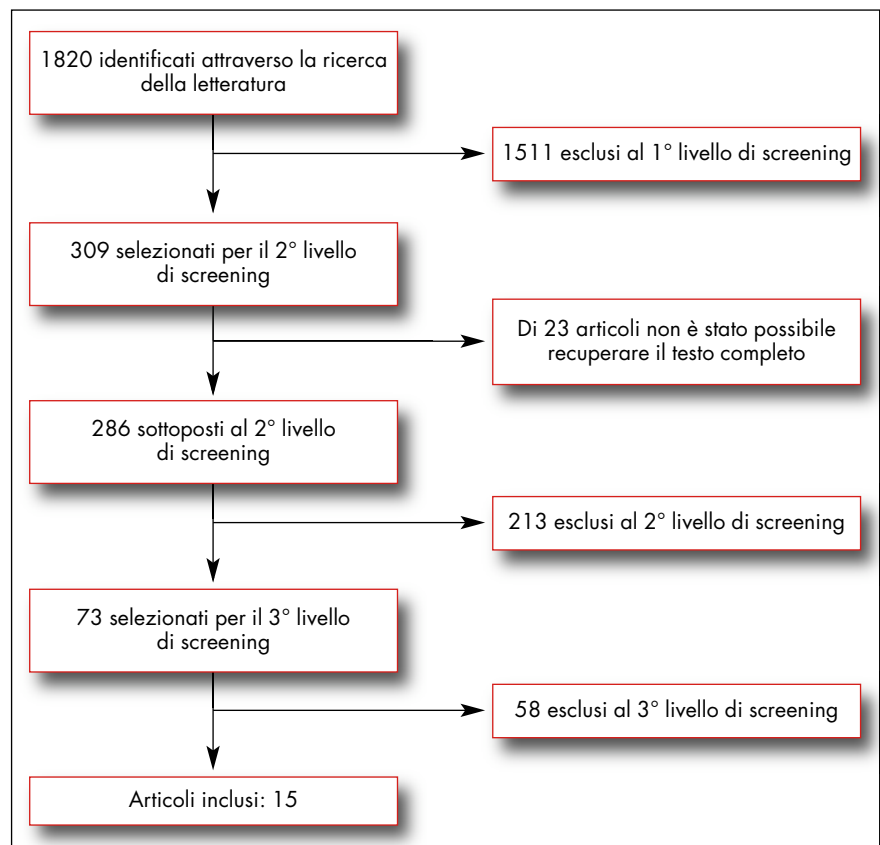 1820 identificati attraverso la ricerca
della letteratura
1511 esclusi al 1° livello di screening
309 selezionati per il 2° livello
di screening
Di 23 articoli non è stato possibile
recuperare il testo completo
286 sottoposti al 2° livello
di screening
213 esclusi al 2° livello di screening
73 selezionati per il 3° livello
di screening
58 esclusi al 3° livello di screening
Articoli inclusi: 15